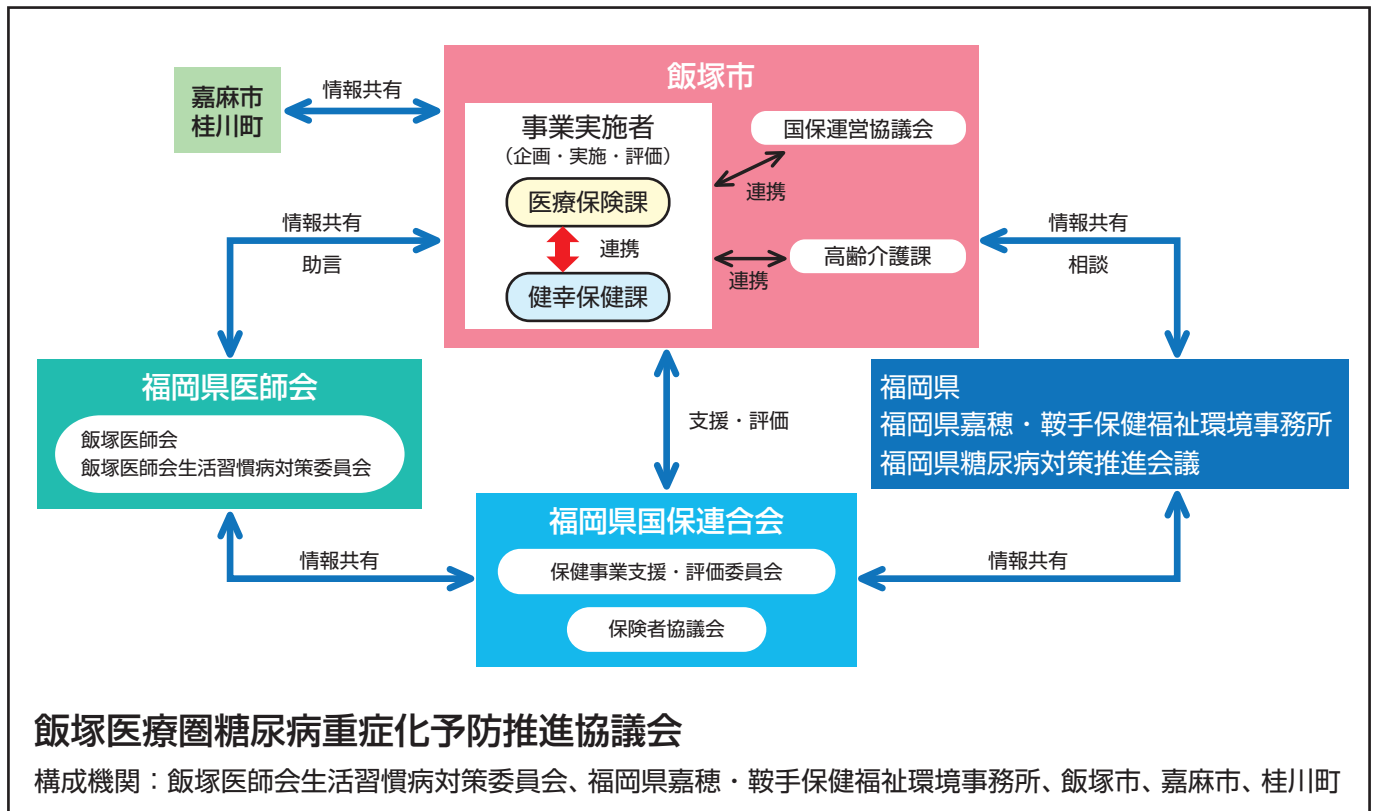 飯塚市
嘉麻市
桂川町
情報共有
事業実施者
（企画・実施・評価）
医療保険課
連携
健幸保健課
国保運営協議会
連携
高齢介護課
連携
情報共有
助言
情報共有
相談
福岡県医師会
飯塚医師会
飯塚医師会生活習慣病対策委員会
支援・評価
福岡県
福岡県嘉穂・鞍手保健福祉環境事務所
福岡県糖尿病対策推進会議
福岡県国保連合会
保健事業支援・評価委員会
保険者協議会
情報共有
情報共有
飯塚医療圏糖尿病重症化予防推進協議会
構成機関：飯塚医師会生活習慣病対策委員会、福岡県嘉穂・鞍手保健福祉環境事務所、飯塚市、嘉麻市、桂川町